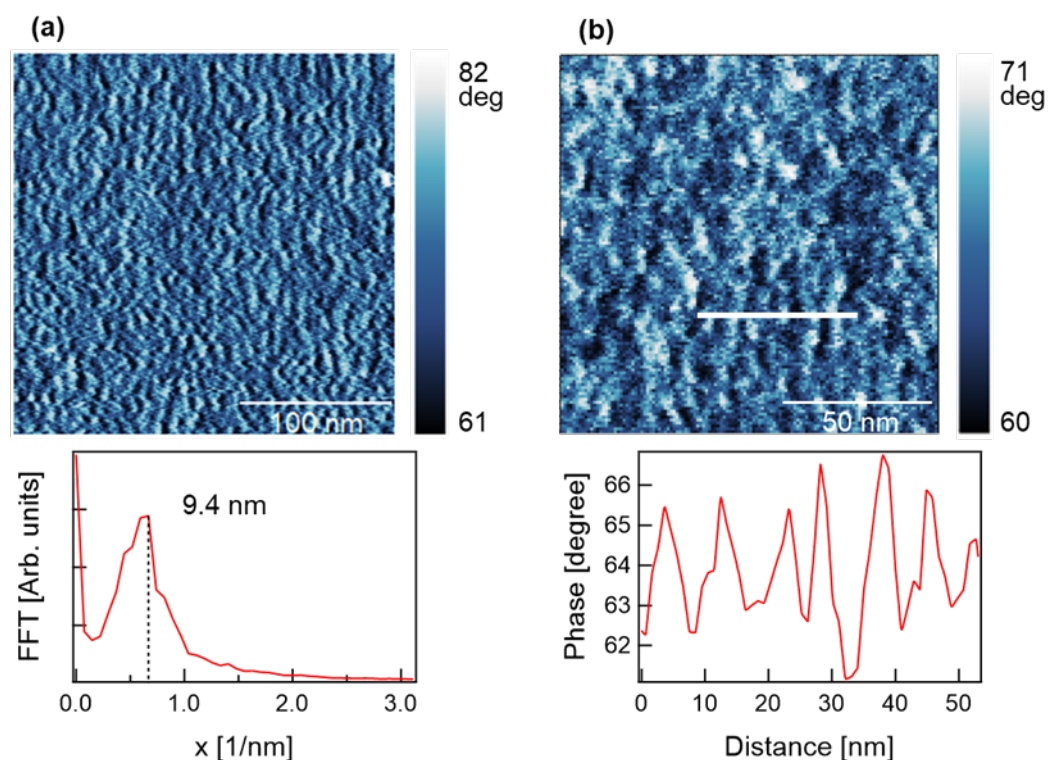 (a)
82
deg
61
100 nm
(b)
71
deg
60
50 nm
FFT [Arb. units]
9.4 nm
0.0 1.0 2.0 3.0
x [1/nm]
Phase [degree]
66
65
64
63
62
0 10 20 30 40 50
Distance [nm]